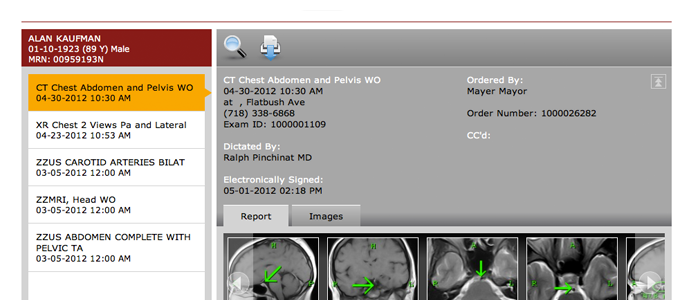 ALAN KAUFMAN
01-10-1923 (89 Y) Male
MRN: 00959193N
CT Chest Abdomen and Pelvis WO
04-30-2012 10:30 AM
XR Chest 2 Views Pa and Lateral
04-23-2012 10:53 AM
ZZUS CAROTID ARTERIES BILAT
03-05-2012 12:00 AM
ZZMRI, Head WO
03-05-2012 12:00 AM
ZZUS ABDOMEN COMPLETE WITH
PELVIC TA
03-05-2012 12:00 AM
CT Chest Abdomen and Pelvis WO
04-30-2012 10:30 AM
at , Flatbush Ave
(718) 338-6868
Exam ID: 1000001109
Dictated By:
Ralph Pinchinat MD
Electronically Signed:
05-01-2012 02:18 PM
Ordered By:
Mayer Mayor
Order Number: 1000026282
CC'd:
Report
Images